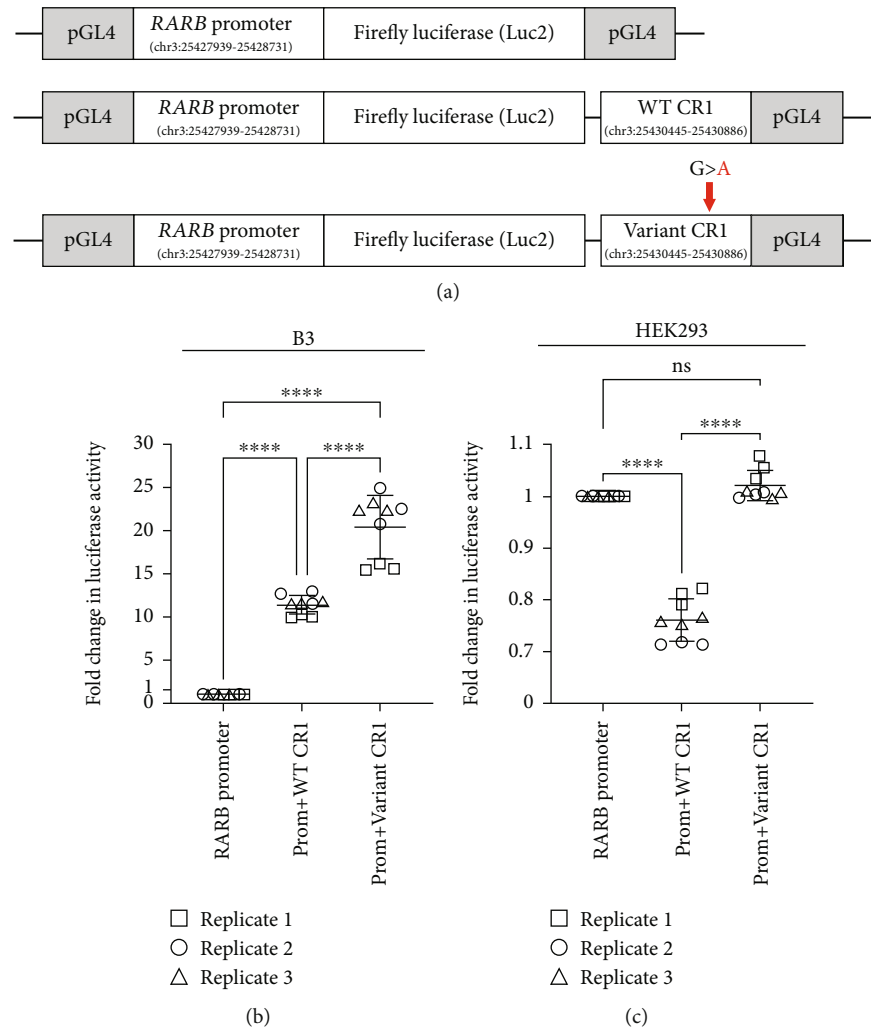 pGL4 RARB promoter Firefly luciferase (Luc2) pGL4
(chr3:25427939-25428731)
pGL4 RARB promoter Firefly luciferase (Luc2) WT CR1 pGL4
(chr3:25427939-25428731) (chr3:25430445-25430886)
G>A
pGL4 RARB promoter Firefly luciferase (Luc2) Variant CR1 pGL4
(chr3:25427939-25428731) (chr3:25430445-25430886)
(a)
B3
****
**** ****
Fold change in luciferase activity
30
25
20
15
10
5
1
0
RARB promoter
Prom+WT CR1
Prom+Variant CR1
Replicate 1
Replicate 2
Replicate 3
(b)
HEK293
ns
****
****
Fold change in luciferase activity
1.1
1
0.9
0.8
0.7
0
RARB promoter
Prom+WT CR1
Prom+Variant CR1
Replicate 1
Replicate 2
Replicate 3
(c)